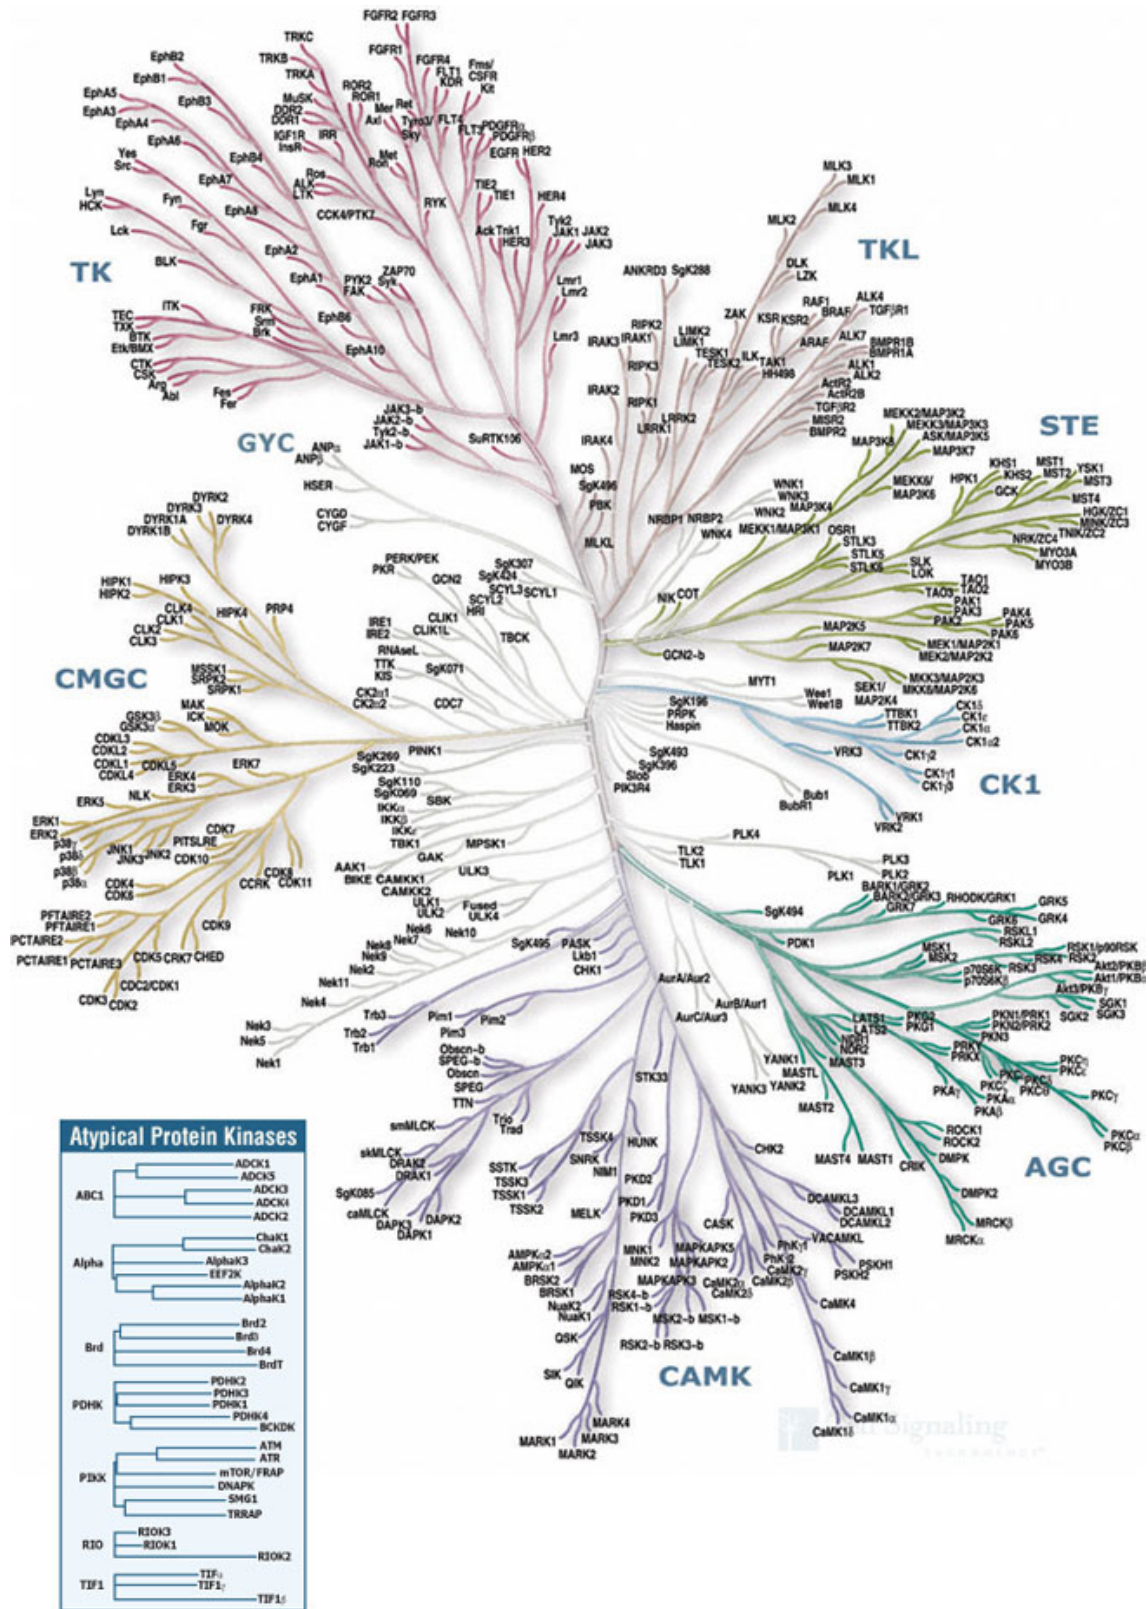 FGFR2 FGFR3
TRKC
FGFR1
EphB2
TRKB
FGFR4
Fms/
CSFR
EphB1
TRKA
FLT1
KDR
Kit
EphA5
MuSK
ROR2
ROR1
EphA3
EphB3
DDR2
DDR1
Mer
Axl
Ret
Tyro3/
Sky
FLT4
FLT3
PDGFRα
PDGFRβ
EphA4
IGF1R
InsR
IRR
EphA6
Met
Ron
EGFR
HER2
Yes
Src
EphB4
Ros
ALK
LTK
TIE2
TIE1
EphA7
Lyn
HCK
Fyn
EphA8
CCK4/PTK7
RYK
HER4
Lck
Fgr
Ack
Tnk1
HER3
Tyk2
JAK1
JAK2
JAK3
TK
BLK
EphA2
EphA1
PYK2
FAK
ZAP70
Syk
Lmr1
Lmr2
Lmr3
ITK
TEC
TXK
BTK
Etk/BMX
FRK
Srm
Brk
EphB6
EphA10
CTK
CSK
Arg
Abl
Fes
Fer
JAK3~b
JAK2~b
Tyk2~b
JAK1~b
SuRTK106
MLK3
MLK1
MLK4
MLK2
TKL
DLK
LZK
ANKRD3
SgK288
ZAK
KSR
KSR2
RAF1
BRAF
ARAF
ALK4
TGFβR1
RIPK2
IRAK3
IRAK1
LIMK2
LIMK1
TESK1
TESK2
ILK
TAK1
HH498
ALK7
BMPR1B
BMPR1A
ALK1
ALK2
RIPK3
IRAK2
RIPK1
LRRK2
LRRK1
ActR2
ActR2B
TGFβR2
MISR2
BMPR2
IRAK4
MOS
SgK496
PBK
MLKL
NRBP1
NRBP2
WNK1
WNK3
WNK2
WNK4
MEKK2/MAP3K2
MEKK3/MAP3K3
ASK/MAP3K5
MAP3K8
MAP3K7
MEKK6/
MAP3K6
MAP3K4
MEKK1/MAP3K1
STE
KHS1
KHS2
MST1
MST2
YSK1
MST3
HPK1
GCK
MST4
HGK/ZC1
MINK/ZC3
TNIK/ZC2
NRK/ZC4
MYO3A
MYO3B
OSR1
STLK3
STLK5
STLK6
SLK
LOK
TAO1
TAO2
TAO3
NIK
COT
PAK1
PAK3
PAK2
PAK4
PAK5
PAK6
MAP2K5
MAP2K7
MEK1/MAP2K1
MEK2/MAP2K2
GCN2~b
MKK3/MAP2K3
MKK6/MAP2K6
SEK1/
MAP2K4
GYC
ANPα
ANPβ
HSER
CYGD
CYGF
DYRK2
DYRK3
DYRK1A
DYRK1B
DYRK4
PERK/PEK
PKR
GCN2
SgK307
SgK424
SCYL3
SCYL2
SCYL1
HRI
HIPK1
HIPK2
HIPK3
HIPK4
PRP4
CLK4
CLK1
CLK2
CLK3
CLIK1
CLIK1L
IRE1
IRE2
TBCK
RNAseL
TTK
KIS
SgK071
CMGC
MSSK1
SRPK2
SRPK1
CK2α1
CK2α2
CDC7
MAK
ICK
MOK
GSK3β
GSK3α
CDKL3
CDKL2
CDKL1
CDKL5
CDKL4
PINK1
ERK7
ERK4
ERK3
NLK
ERK5
ERK1
ERK2
p38γ
p38δ
p38β
p38α
JNK1
JNK3
JNK2
CDK7
PITSLRE
CDK10
CDK4
CDK6
CCRK
CDK8
CDK11
PFTAIRE2
PFTAIRE1
PCTAIRE2
PCTAIRE1
PCTAIRE3
CDK9
CDK5
CRK7
CHED
CDC2/CDK1
CDK3
CDK2
MYT1
Wee1
Wee1B
SgK196
PRPK
Haspin
SgK493
SgK396
Slob
PIK3R4
TTBK1
TTBK2
CK1δ
CK1ε
CK1α
CK1α2
VRK3
CK1γ2
CK1γ1
CK1γ3
CK1
Bub1
BubR1
VRK1
VRK2
SgK269
SgK223
SgK110
SgK069
SBK
IKKα
IKKβ
IKKε
TBK1
MPSK1
GAK
AAK1
BIKE
CAMKK1
CAMKK2
ULK3
ULK1
ULK2
Fused
ULK4
PLK4
TLK2
TLK1
PLK3
PLK1
PLK2
BARK1/GRK2
BARK2/GRK3
RHODK/GRK1
GRK5
GRK7
GRK6
GRK4
SgK494
PDK1
RSKL1
RSKL2
MSK1
MSK2
RSK1/p90RSK
RSK4
RSK2
RSK3
p70S6K
p70S6Kβ
Akt2/PKBβ
Akt1/PKBα
Akt3/PKBγ
SGK1
SGK2
SGK3
LATS1
LATS2
PKG2
PKG1
PKN1/PRK1
PKN2/PRK2
PKN3
NDR1
NDR2
PRKY
PRKX
MAST3
MASTL
YANK1
YANK2
YANK3
PKCζ
PKCδ
PKCθ
PKCη
PKCε
PKAγ
PKAα
PKAβ
PKCγ
PKCα
PKCβ
MAST2
ROCK1
ROCK2
DMPK
MAST4
MAST1
CRIK
AGC
DMPK2
MRCKβ
MRCKα
Nek6
Nek8
Nek7
Nek9
Nek10
Nek2
Nek11
Nek4
Nek3
Nek5
Nek1
SgK495
PASK
Lkb1
CHK1
AurA/Aur2
AurB/Aur1
AurC/Aur3
Trb3
Trb2
Trb1
Pim1
Pim2
Pim3
Obscn~b
SPEG~b
Obscn
SPEG
STK33
TTN
smMLCK
Trio
Trad
TSSK4
HUNK
CHK2
skMLCK
DRAK2
DRAK1
SSTK
TSSK3
TSSK1
TSSK2
SNRK
NIM1
SgK085
caMLCK
DAPK3
DAPK2
DAPK1
PKD2
PKD1
PKD3
MELK
DCAMKL3
DCAMKL1
DCAMKL2
CASK
VACAMKL
MNK1
MNK2
MAPKAPK5
MAPKAPK2
MAPKAPK3
PhKγ1
PhKγ2
PSKH1
PSKH2
AMPKα2
AMPKα1
BRSK2
BRSK1
CaMK2γ
CaMK2α
CaMK2β
CaMK2δ
NuaK2
NuaK1
RSK4~b
RSK1~b
MSK2~b
MSK1~b
CaMK4
QSK
RSK2~b
RSK3~b
CaMK1β
SIK
QIK
CAMK
CaMK1γ
MARK4
MARK1
MARK3
MARK2
CaMK1α
CaMK1δ
Signaling
Atypical Protein Kinases
ABC1
ADCK1
ADCK5
ADCK3
ADCK4
ADCK2
Alpha
ChaK1
ChaK2
AlphaK3
EEF2K
AlphaK2
AlphaK1
Brd
Brd2
Brd3
Brd4
BrdT
PDHK
PDHK2
PDHK3
PDHK1
PDHK4
BCKDK
PIKK
ATM
ATR
mTOR/FRAP
DNAPK
SMG1
TRRAP
RIO
RIOK3
RIOK1
RIOK2
TIF1
TIFα
TIF1γ
TIF1β